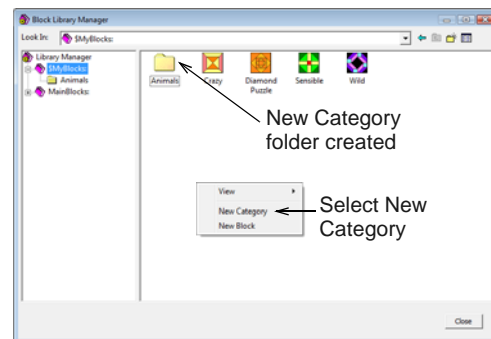 Block Library Manager
Look In: $MyBlocks:
Library Manager
$MyBlocks:
Animals
MainBlocks:
Animals Crazy Diamond Puzzle Sensible Wild
New Category
folder created
View
New Category
New Block
Select New
Category
Close